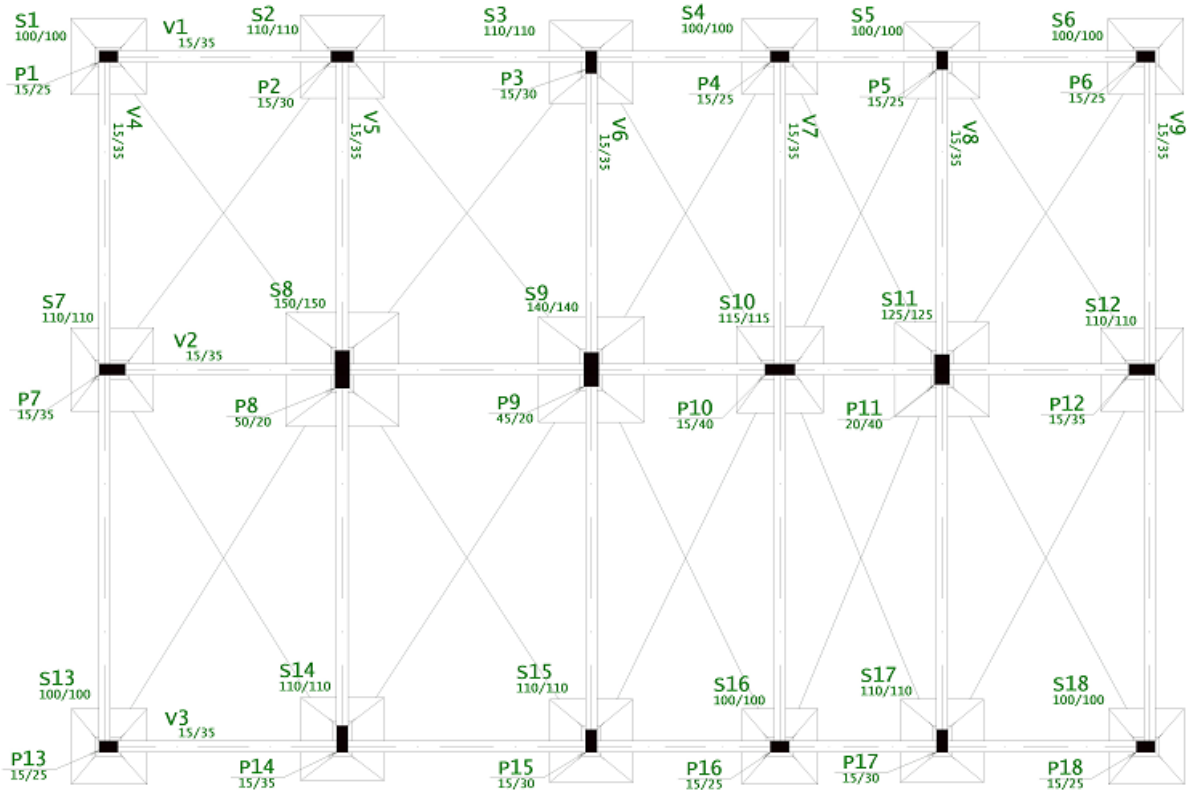 S1
100/100
V1
15/35
S2
110/110
S3
110/110
S4
100/100
S5
100/100
S6
100/100
P1
15/25
P2
15/30
P3
15/30
P4
15/25
P5
15/25
P6
15/25
V4
15/35
V5
15/35
V6
15/35
V7
15/35
V8
15/35
V9
15/35
S7
110/110
V2
15/35
S8
150/150
S9
140/140
S10
115/115
S11
125/125
S12
110/110
P7
15/35
P8
50/20
P9
45/20
P10
15/40
P11
20/40
P12
15/35
S13
100/100
V3
15/35
S14
110/110
S15
110/110
S16
100/100
S17
110/110
S18
100/100
P13
15/25
P14
15/35
P15
15/30
P16
15/25
P17
15/30
P18
15/25